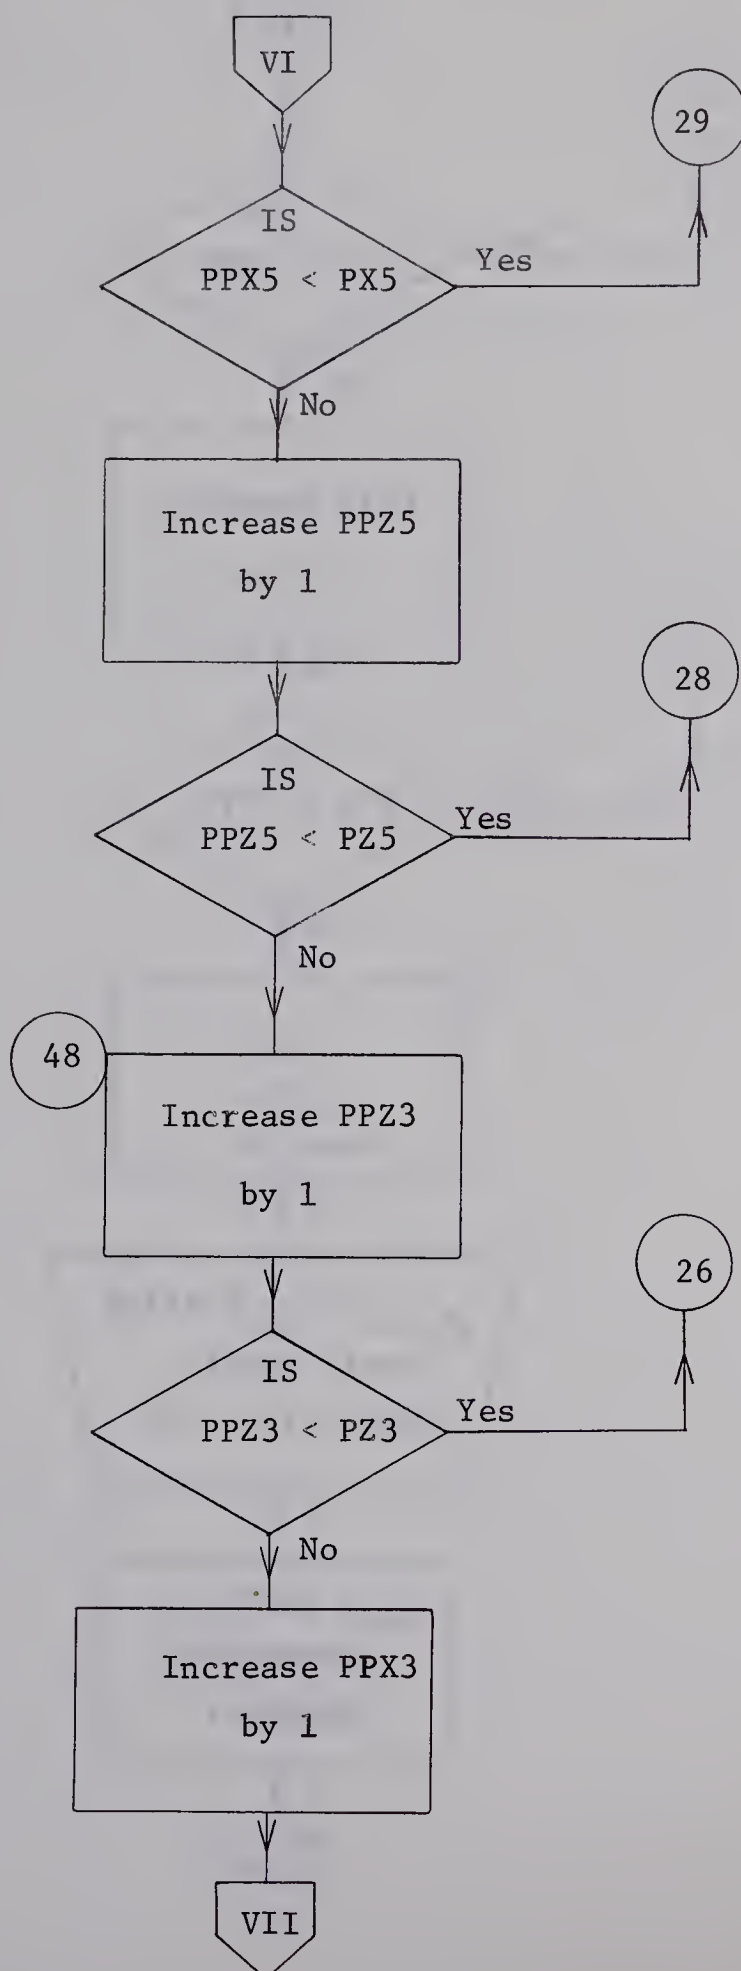 VI
29
IS
PPX5 < PX5
Yes
No
Increase PPZ5
by 1
28
IS
PPZ5 < PZ5
Yes
No
48
Increase PPZ3
by 1
26
IS
PPZ3 < PZ3
Yes
No
Increase PPX3
by 1
VII